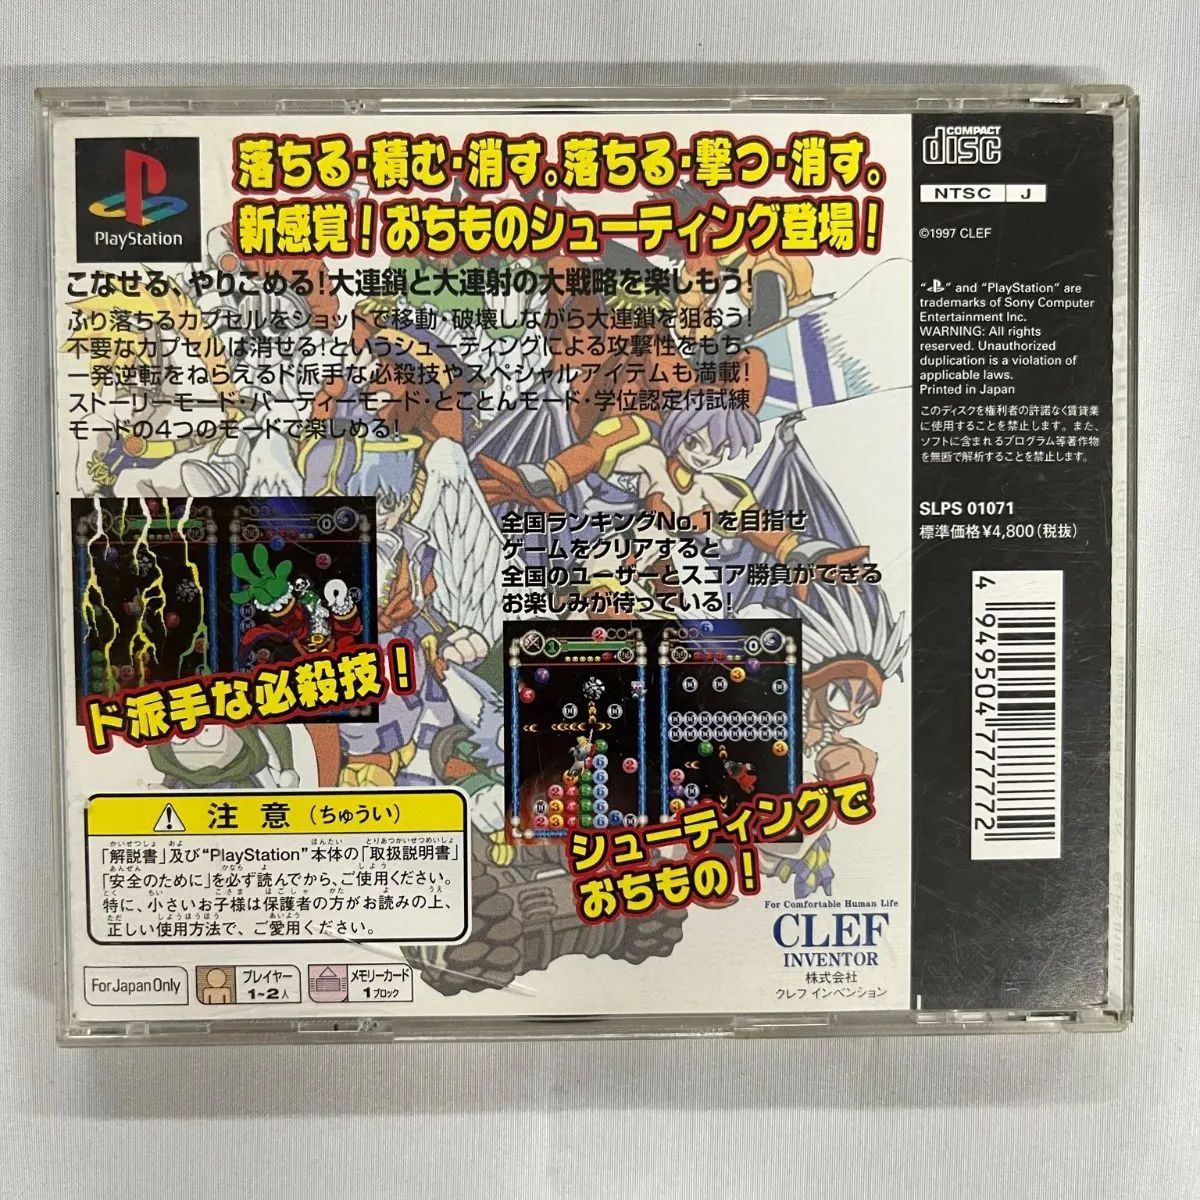 PlayStation
落ちる・積む・消す。落ちる・撃つ・消す。
新感覚!おちものシューティング登場!
こなせる、やりこめる!大連鎖と大連射の大戦略を楽しもう!
ふり落ちるカプセルをショットで移動・破壊しながら大連鎖を狙おう!
不要なカプセルは消せる!というシューティングによる攻撃性をもち、
一発逆転をねらえるド派手な必殺技やスペシャルアイテムも満載!
ストーリーモード・パーティーモード・とことんモード・学位認定付試練
モードの4つのモードで楽しめる!
ド派手な必殺技!
全国ランキングNo.1を目指せ
ゲームをクリアすると
全国のユーザーとスコア勝負ができる
お楽しみが待っている!
シューティングで
おちもの!
注意(ちゅうい)
「解説書」及び“PlayStation”本体の「取扱説明書」
「安全のために」を必ず読んでから、ご使用ください。
特に、小さいお子様は保護者の方がお読みの上、
正しい使用方法で、ご愛用ください。
For Japan Only
プレイヤー
1~2人
メモリーカード
1ブロック
For Comfortable Human Life
CLEF
INVENTOR
株式会社
クレフ インベンション
COMPACT
disc
NTSC J
©1997 CLEF
“PS” and “PlayStation” are
trademarks of Sony Computer
Entertainment Inc.
WARNING: All rights
reserved. Unauthorized
duplication is a violation of
applicable laws.
Printed in Japan
このディスクを権利者の許諾なく賃貸業
に使用することを禁止します。また、
ソフトに含まれるプログラム等著作物
を無断で解析することを禁止します。
SLPS 01071
標準価格¥4,800(税抜)
4 949504 777772